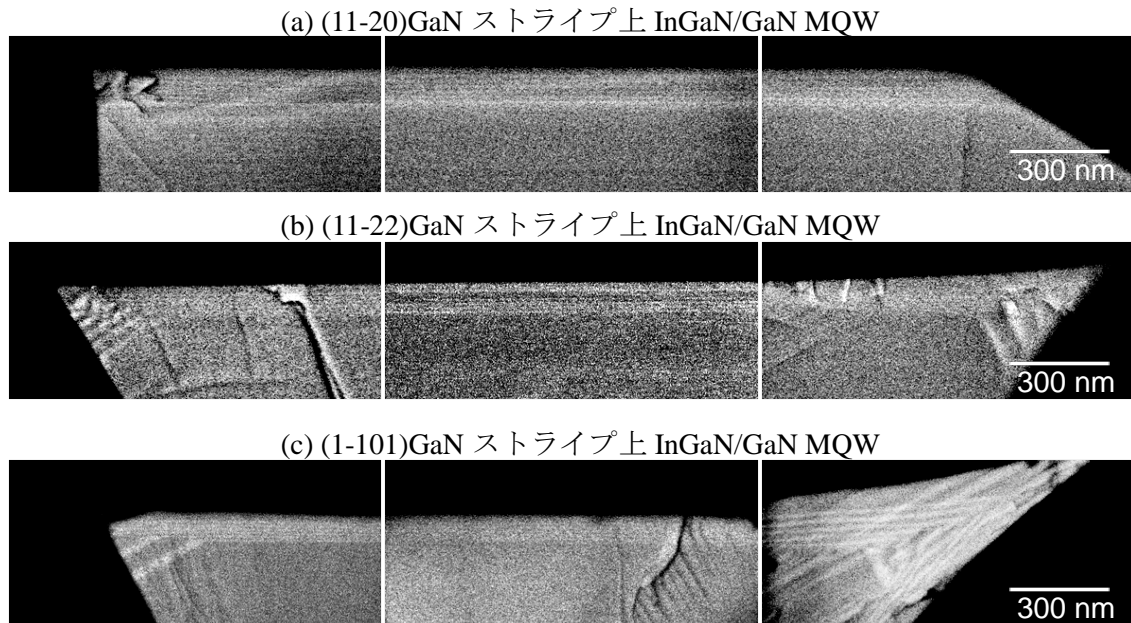 (a) (11-20)GaN ストライプ上 InGaN/GaN MQW
300 nm
(b) (11-22)GaN ストライプ上 InGaN/GaN MQW
300 nm
(c) (1-101)GaN ストライプ上 InGaN/GaN MQW
300 nm